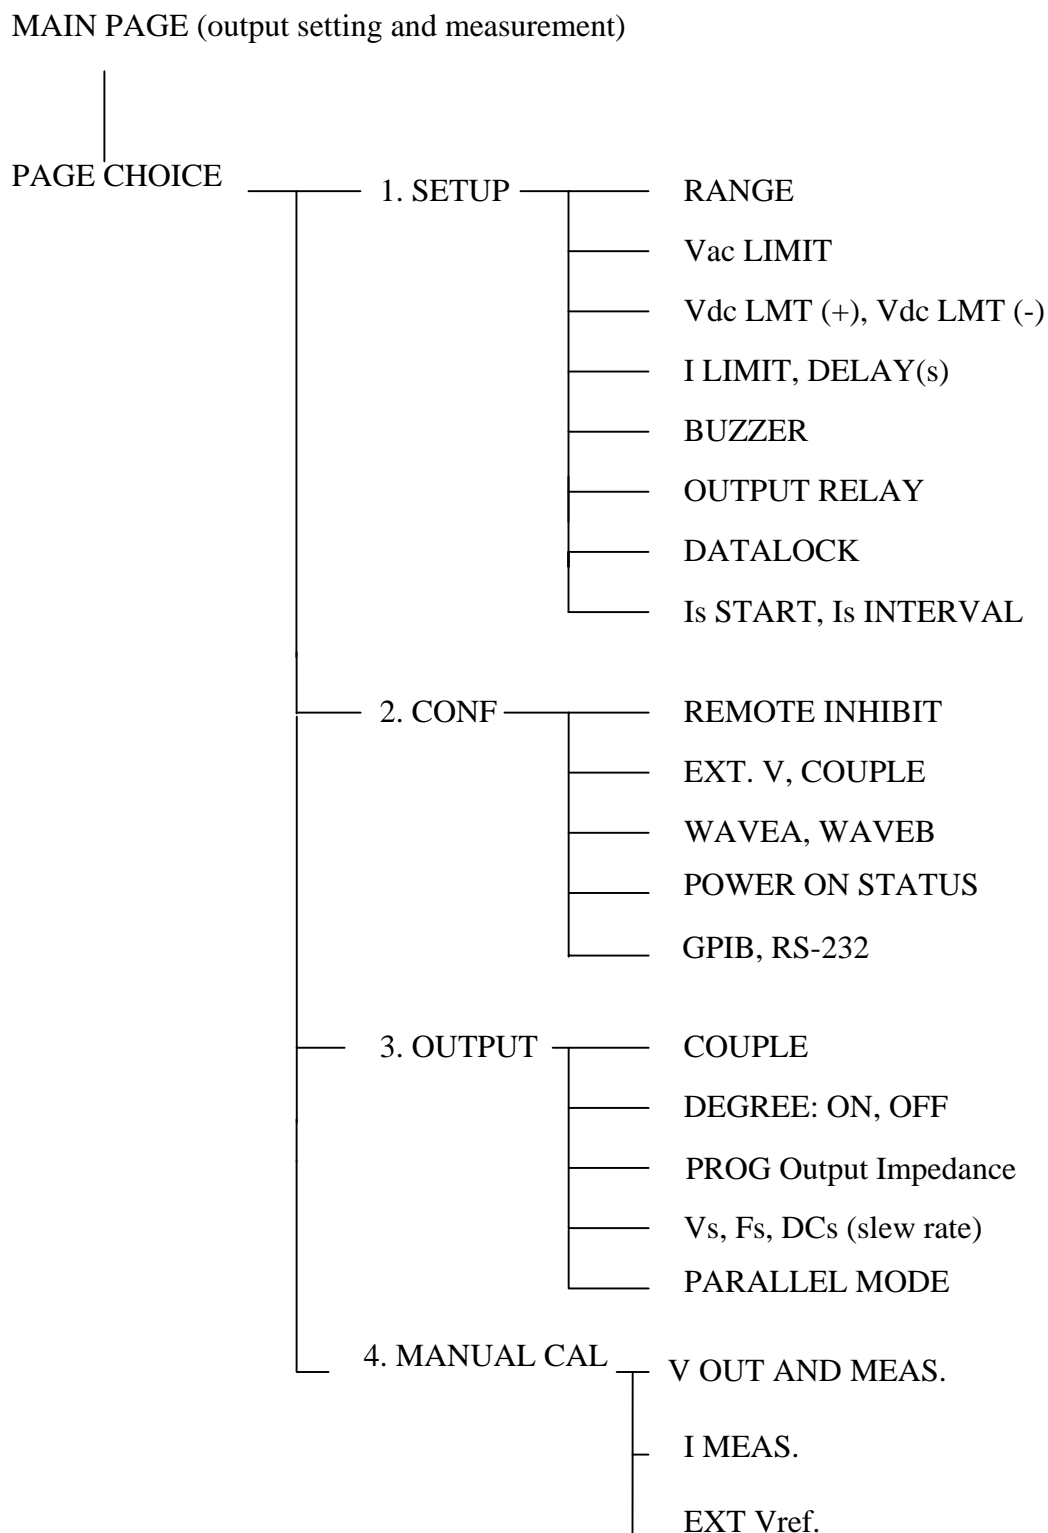 MAIN PAGE (output setting and measurement)
PAGE CHOICE
1. SETUP
RANGE
Vac LIMIT
Vdc LMT (+), Vdc LMT (-)
I LIMIT, DELAY(s)
BUZZER
OUTPUT RELAY
DATALOCK
Is START, Is INTERVAL
2. CONF
REMOTE INHIBIT
EXT. V, COUPLE
WAVEA, WAVEB
POWER ON STATUS
GPIB, RS-232
3. OUTPUT
COUPLE
DEGREE: ON, OFF
PROG Output Impedance
Vs, Fs, DCs (slew rate)
PARALLEL MODE
4. MANUAL CAL
V OUT AND MEAS.
I MEAS.
EXT Vref.